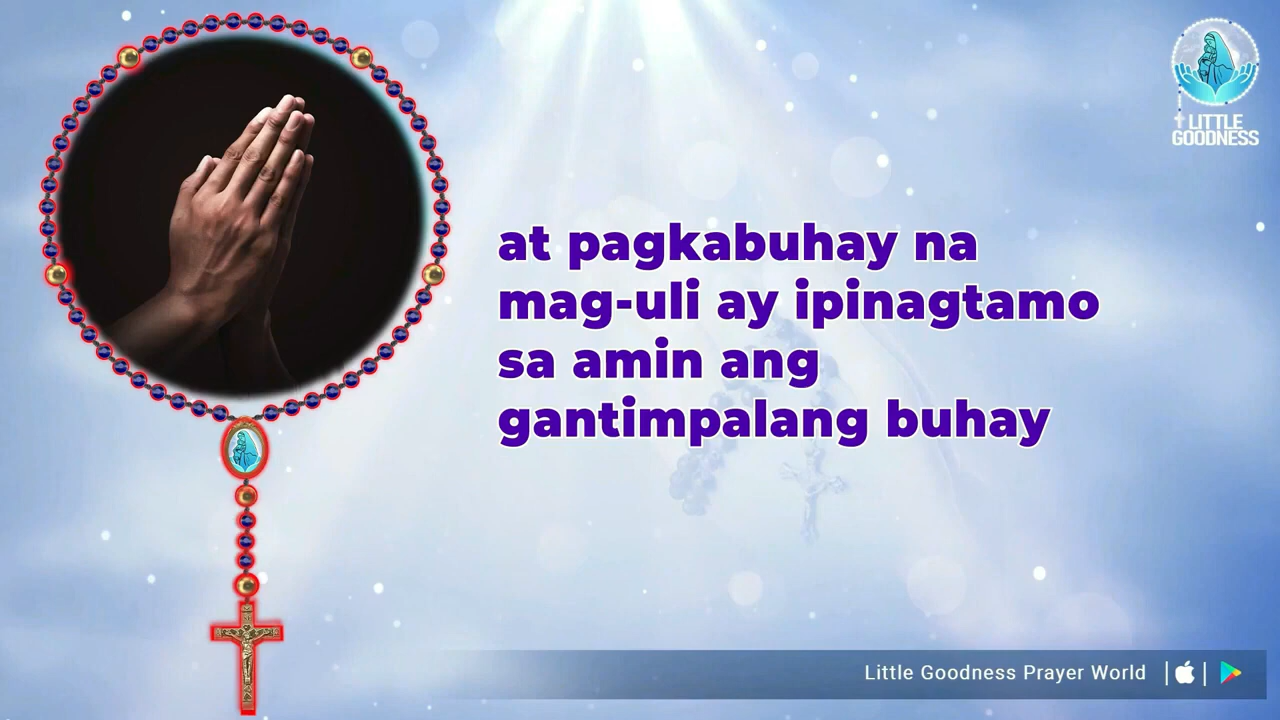 LITTLE
GOODNESS
at pagkabuhay na
mag-uli ay ipinagtamo
sa amin ang
gantimpalang buhay
Little Goodness Prayer World